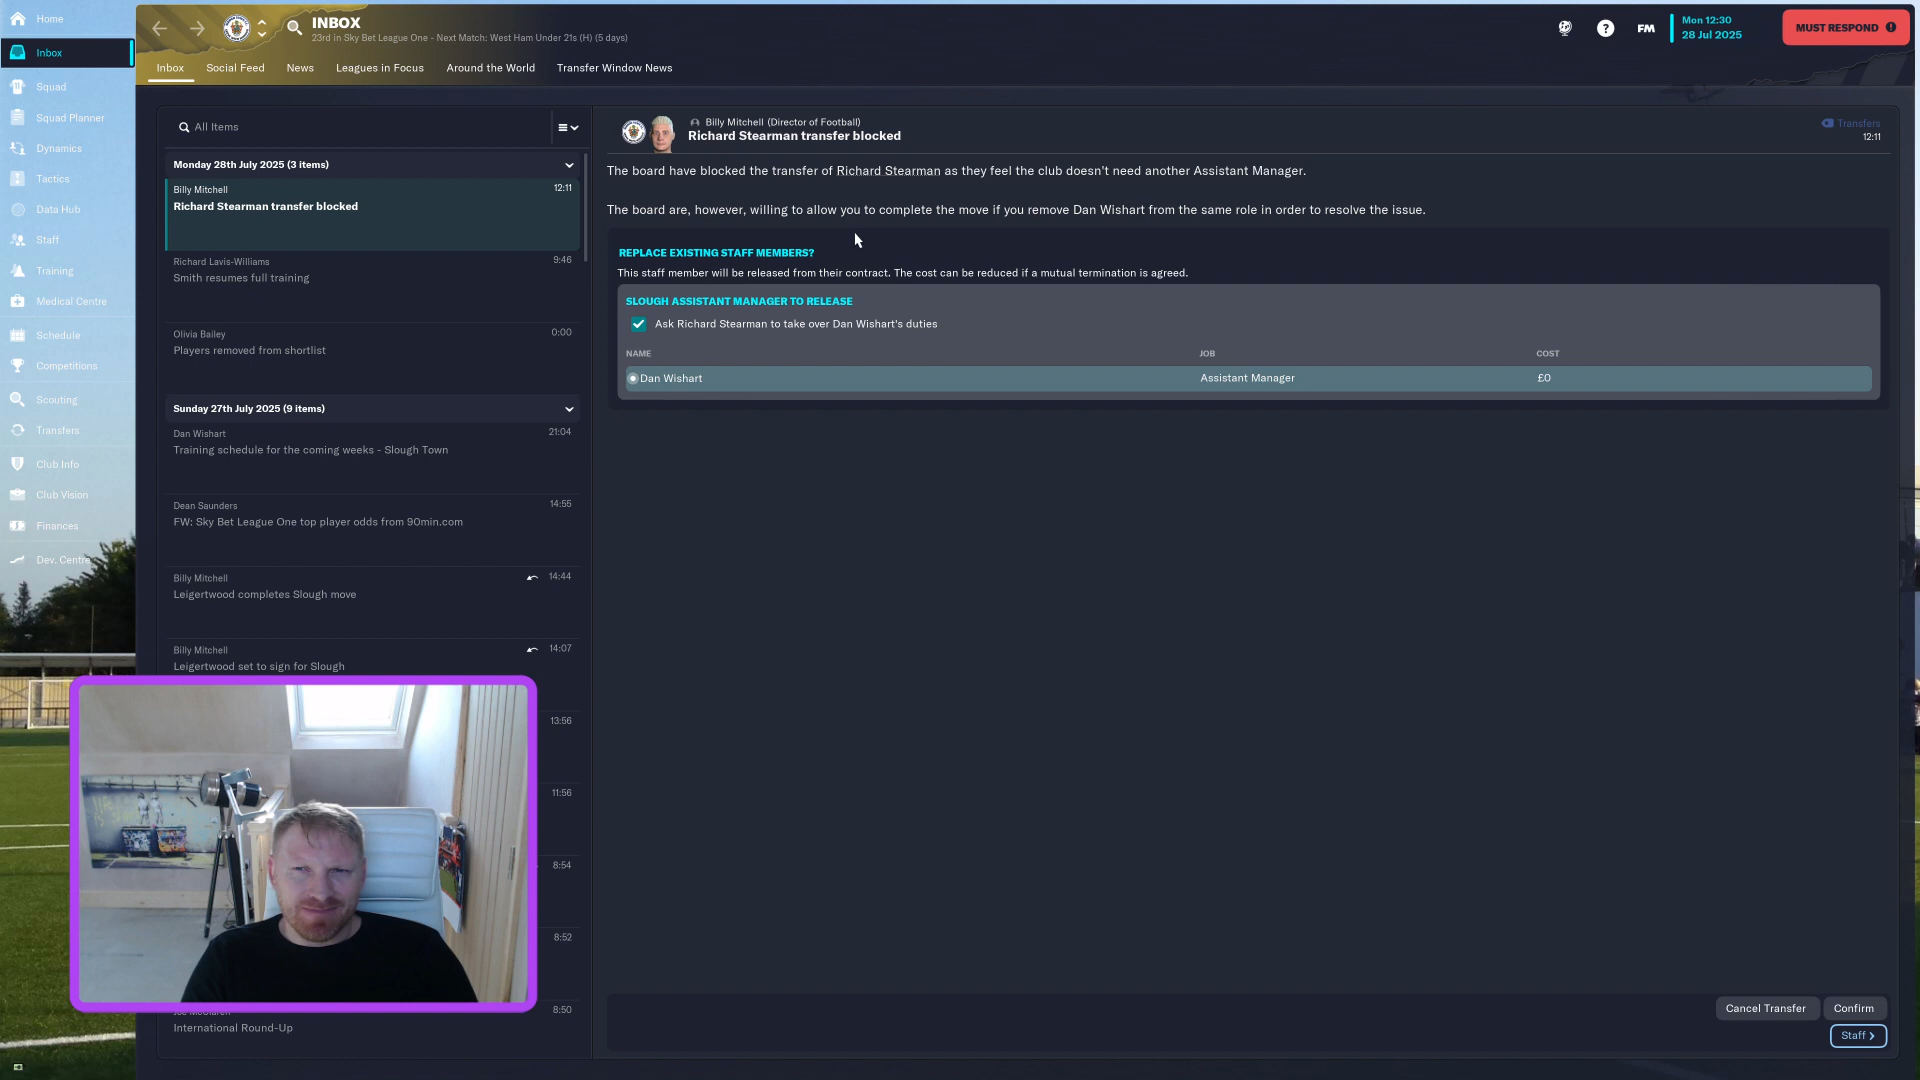 Home
Inbox
Squad
Squad Planner
Dynamics
Tactics
Data Hub
Staff
Training
Medical Centre
Schedule
Competitions
Scouting
Transfers
Club Info
Club Vision
Finances
Dev. Centre
INBOX
23rd in Sky Bet League One - Next Match: West Ham Under 21s (H) (5 days)
FM
Mon 12:30
28 Jul 2025
MUST RESPOND
Inbox Social Feed News Leagues in Focus Around the World Transfer Window News
All Items
Monday 28th July 2025 (3 items)
Billy Mitchell 12:11
Richard Stearman transfer blocked
Richard Lavis-Williams 9:46
Smith resumes full training
Olivia Bailey 0:00
Players removed from shortlist
Sunday 27th July 2025 (9 items)
Dan Wishart 21:04
Training schedule for the coming weeks - Slough Town
Dean Saunders 14:55
FW: Sky Bet League One top player odds from 90min.com
Billy Mitchell 14:44
Leigertwood completes Slough move
Billy Mitchell 14:07
Leigertwood set to sign for Slough
13:56
11:56
8:54
8:52
8:50
International Round-Up
Billy Mitchell (Director of Football)
Richard Stearman transfer blocked
Transfers
12:11
The board have blocked the transfer of Richard Stearman as they feel the club doesn't need another Assistant Manager.
The board are, however, willing to allow you to complete the move if you remove Dan Wishart from the same role in order to resolve the issue.
REPLACE EXISTING STAFF MEMBERS?
This staff member will be released from their contract. The cost can be reduced if a mutual termination is agreed.
SLOUGH ASSISTANT MANAGER TO RELEASE
Ask Richard Stearman to take over Dan Wishart's duties
NAME JOB COST
Dan Wishart Assistant Manager £0
Cancel Transfer Confirm
Staff >